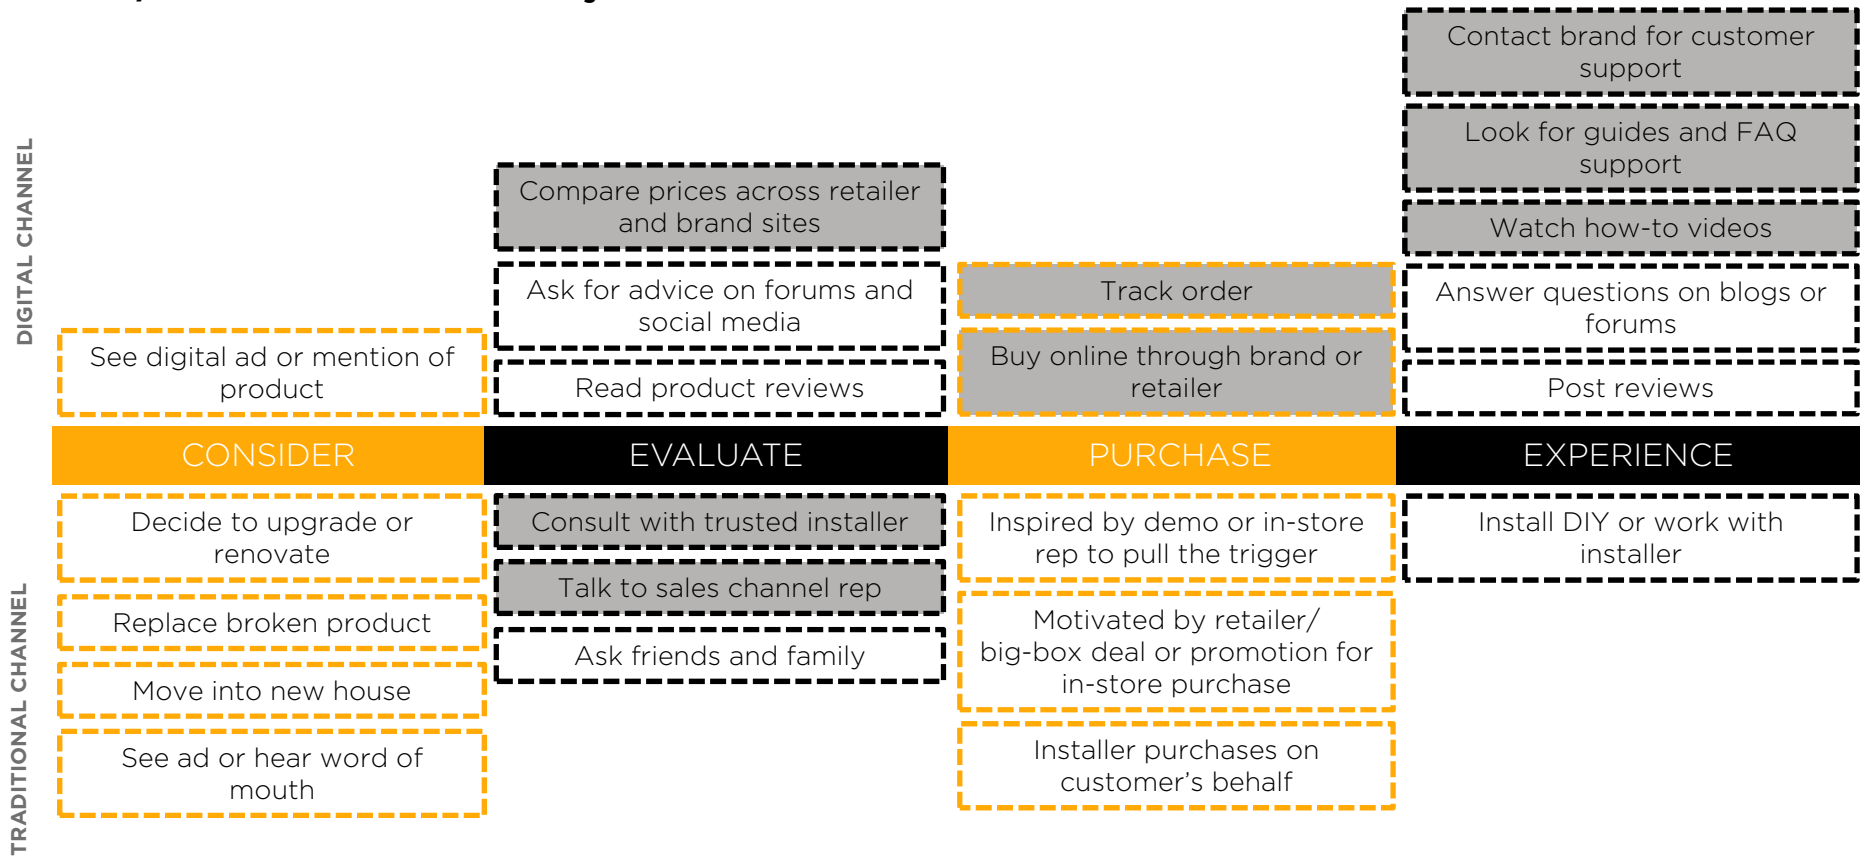 DIGITAL CHANNEL
See digital ad or mention of
product
Compare prices across retailer
and brand sites
Ask for advice on forums and
social media
Read product reviews
Track order
Buy online through brand or
retailer
Contact brand for customer
support
Look for guides and FAQ
support
Watch how-to videos
Answer questions on blogs or
forums
Post reviews
CONSIDER
EVALUATE
PURCHASE
EXPERIENCE
TRADITIONAL CHANNEL
Decide to upgrade or
renovate
Replace broken product
Move into new house
See ad or hear word of
mouth
Consult with trusted installer
Talk to sales channel rep
Ask friends and family
Inspired by demo or in-store
rep to pull the trigger
Motivated by retailer/
big-box deal or promotion for
in-store purchase
Installer purchases on
customer’s behalf
Install DIY or work with
installer